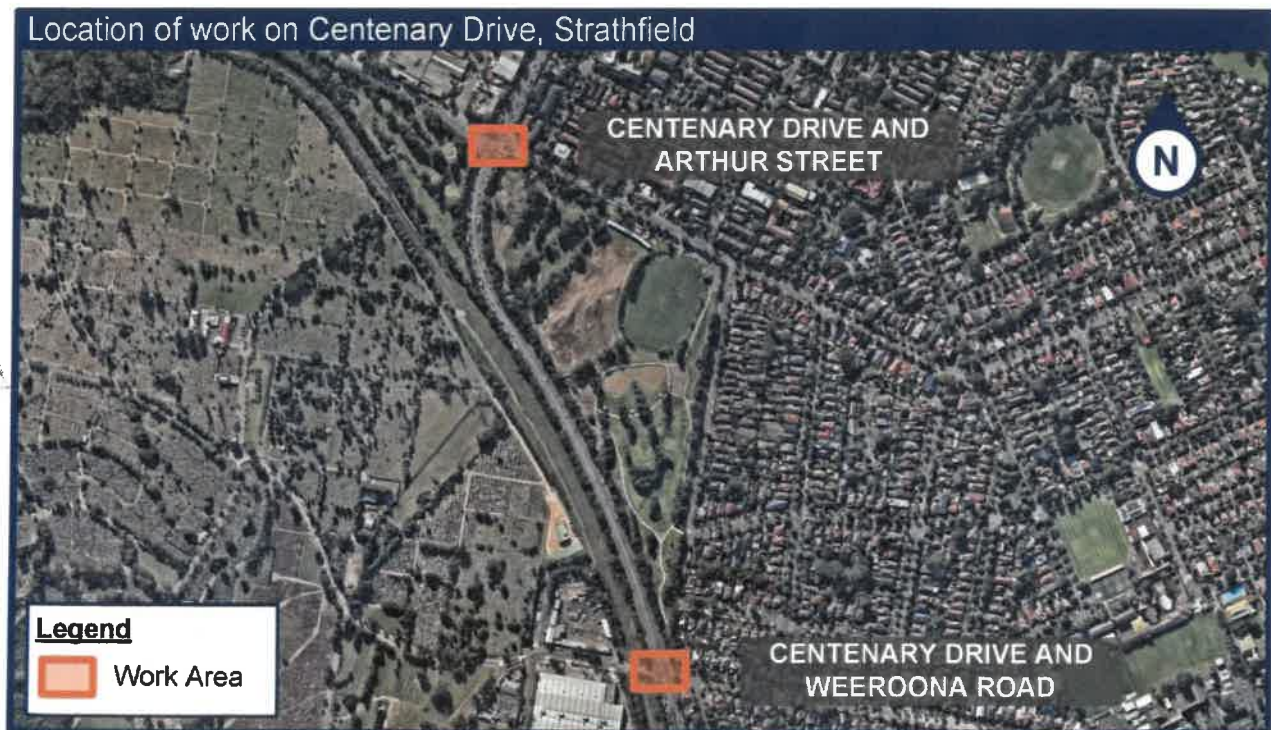 Location of work on Centenary Drive, Strathfield
CENTENARY DRIVE AND
ARTHUR STREET
N
CENTENARY DRIVE AND
WEEROONA ROAD
Legend
Work Area